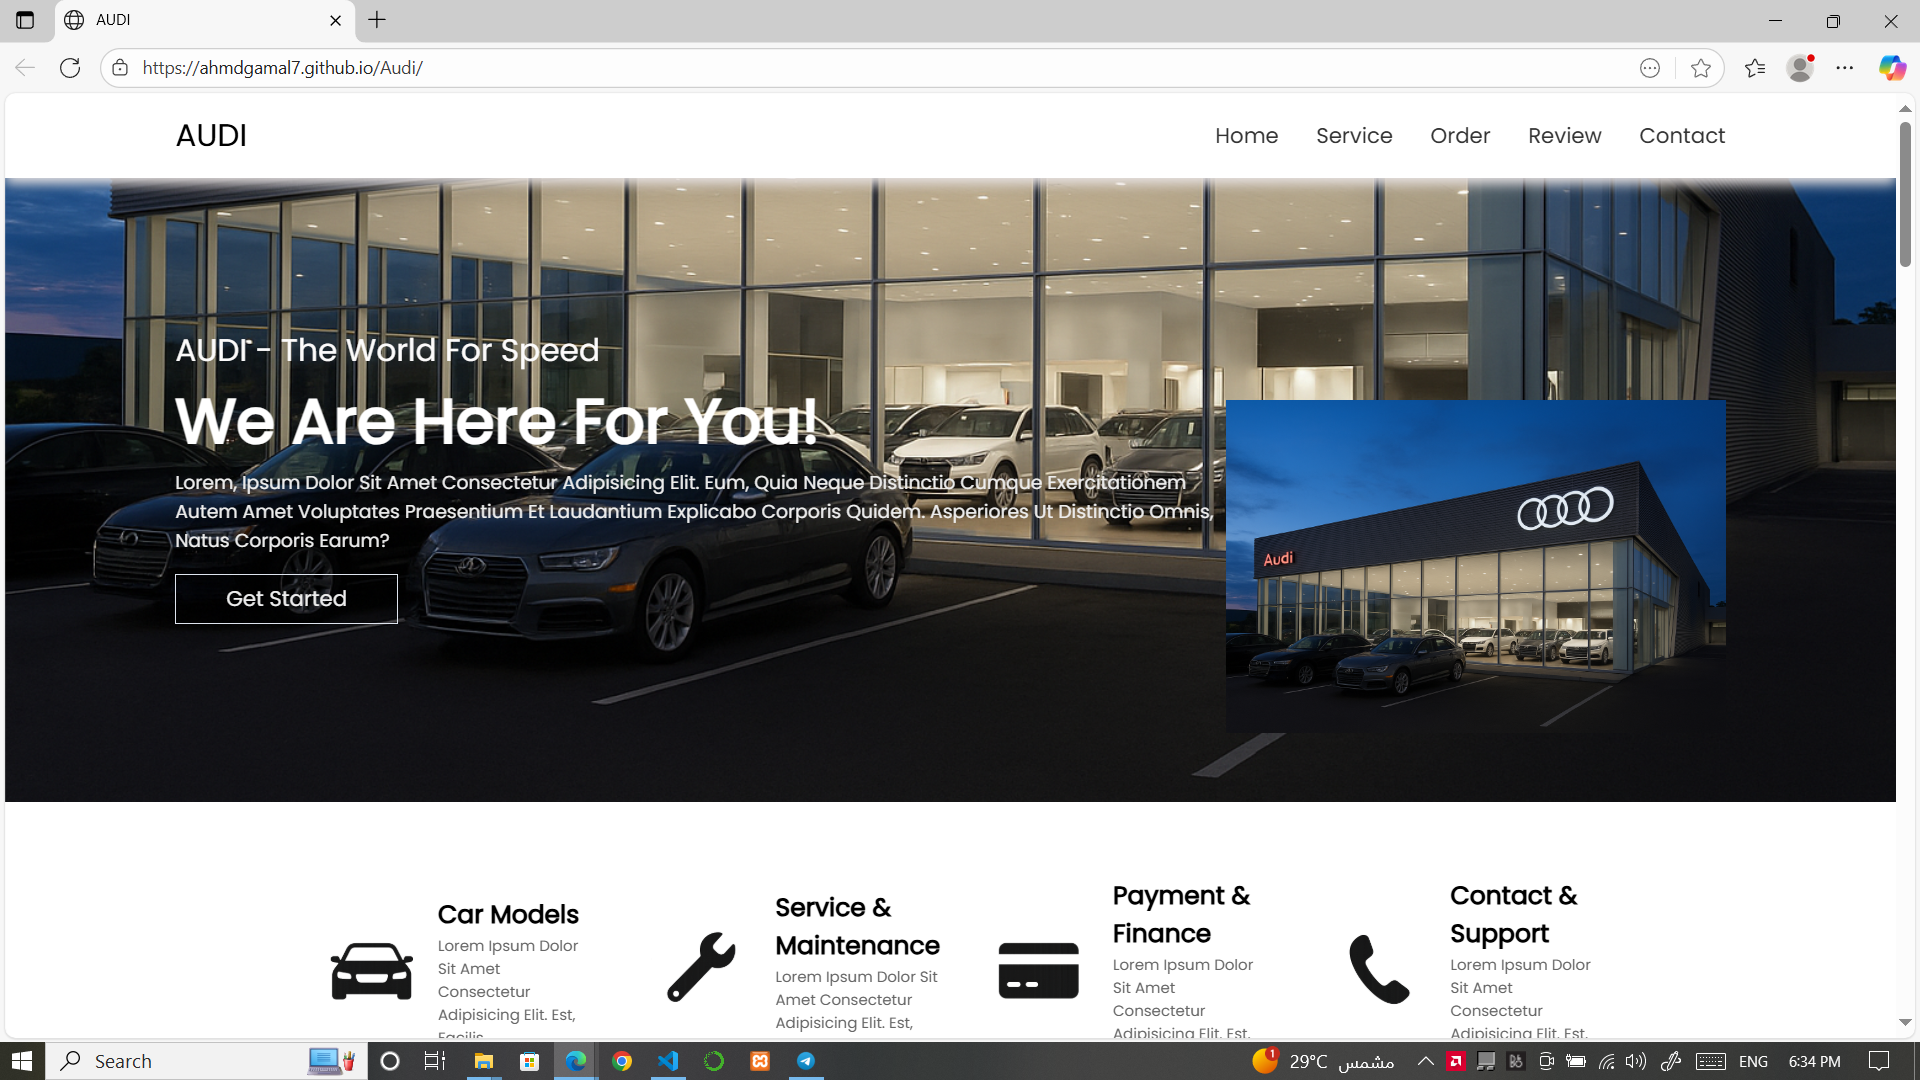 AUDI
https://ahmdgamal7.github.io/Audi/
AUDI
Home Service Order Review Contact
AUDI - The World For Speed
We Are Here For You!
Lorem, Ipsum Dolor Sit Amet Consectetur Adipisicing Elit. Eum, Quia Neque Distinctio Cumque Exercitationem
Autem Amet Voluptates Praesentium Et Laudantium Explicabo Corporis Quidem. Asperiores Ut Distinctio Omnis,
Natus Corporis Earum?
Get Started
Audi
Car Models
Lorem Ipsum Dolor
Sit Amet
Consectetur
Adipisicing Elit. Est,
Facilis
Service &
Maintenance
Lorem Ipsum Dolor Sit
Amet Consectetur
Adipisicing Elit. Est,
Payment &
Finance
Lorem Ipsum Dolor
Sit Amet
Consectetur
Adipisicing Elit. Est,
Contact &
Support
Lorem Ipsum Dolor
Sit Amet
Consectetur
Adipisicing Elit. Est,
Search
1
29°C مشمس
ENG
6:34 PM